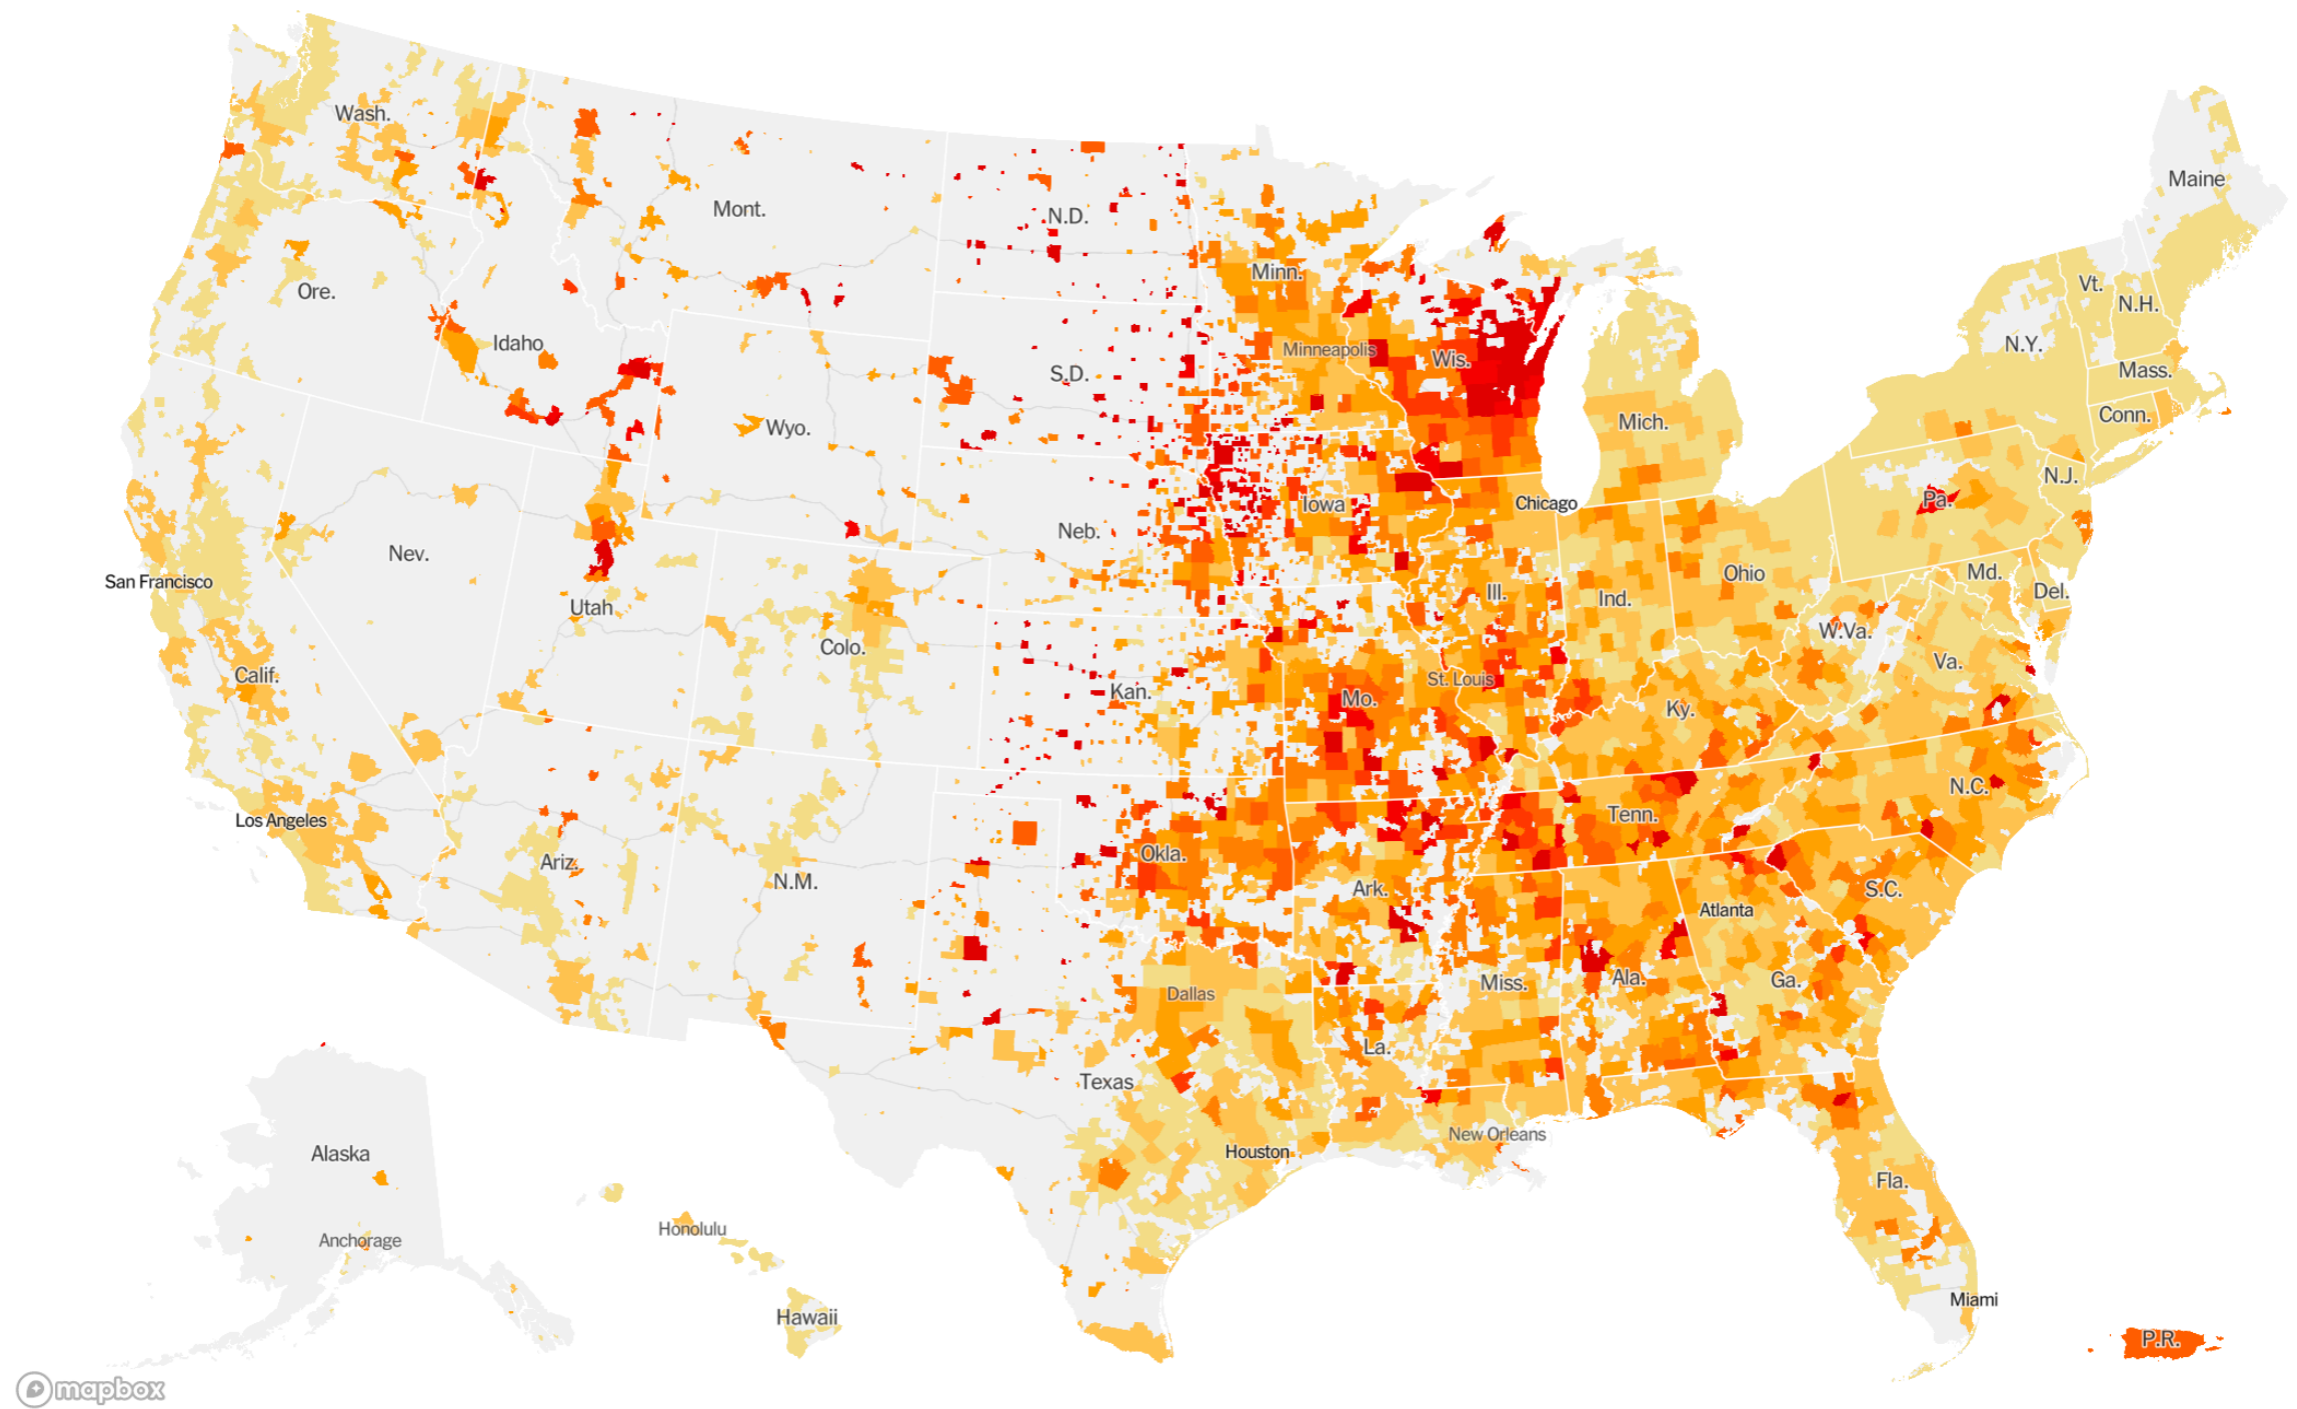 Wash.
Maine
Mont.
N.D.
Minn.
Vt.
N.H.
Ore.
Idaho
Minneapolis
Wis.
N.Y.
Mass.
S.D.
Wyo.
Mich.
Conn.
N.J.
Iowa
Chicago
Pa.
Neb.
Nev.
San Francisco
Utah
Ill.
Ind.
Ohio
Md.
Del.
Colo.
W.Va.
Va.
Calif.
Kan.
St. Louis
Mo.
Ky.
Los Angeles
Tenn.
N.C.
Ariz.
N.M.
Okla.
Ark.
S.C.
Atlanta
Dallas
Miss.
Ala.
Ga.
La.
Texas
New Orleans
Houston
Alaska
Anchorage
Honolulu
Fla.
Hawaii
Miami
P.R.
mapbox